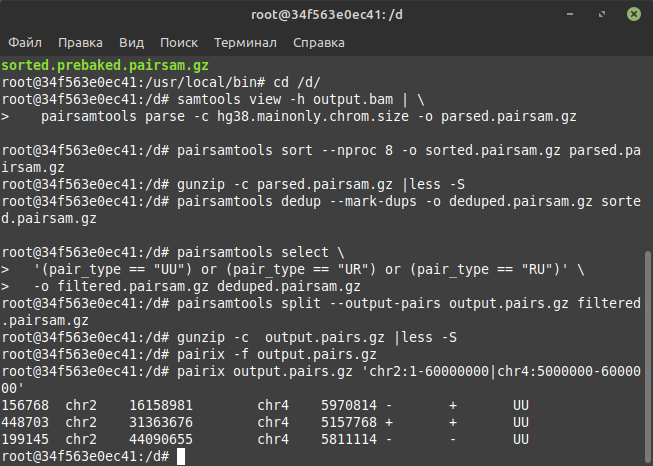 root@34f563e0ec41: /d
Файл Правка Вид Поиск Терминал Справка
sorted.prebaked.pairsam.gz
root@34f563e0ec41:/usr/local/bin# cd /d/
root@34f563e0ec41:/d# samtools view -h output.bam | \
>    pairsamtools parse -c hg38.mainonly.chrom.size -o parsed.pairsam.gz
root@34f563e0ec41:/d# pairsamtools sort --nproc 8 -o sorted.pairsam.gz parsed.pa
irsam.gz
root@34f563e0ec41:/d# gunzip -c parsed.pairsam.gz |less -S
root@34f563e0ec41:/d# pairsamtools dedup --mark-dups -o deduped.pairsam.gz sorte
d.pairsam.gz
root@34f563e0ec41:/d# pairsamtools select \
>   '(pair_type == "UU") or (pair_type == "UR") or (pair_type == "RU")' \
>   -o filtered.pairsam.gz deduped.pairsam.gz
root@34f563e0ec41:/d# pairsamtools split --output-pairs output.pairs.gz filtered
.pairsam.gz
root@34f563e0ec41:/d# gunzip -c  output.pairs.gz |less -S
root@34f563e0ec41:/d# pairix -f output.pairs.gz
root@34f563e0ec41:/d# pairix output.pairs.gz 'chr2:1-60000000|chr4:5000000-60000
00'
156768  chr2    16158981        chr4    5970814 -       +       UU
448703  chr2    31363676        chr4    5157768 +       +       UU
199145  chr2    44090655        chr4    5811114 -       -       UU
root@34f563e0ec41:/d#